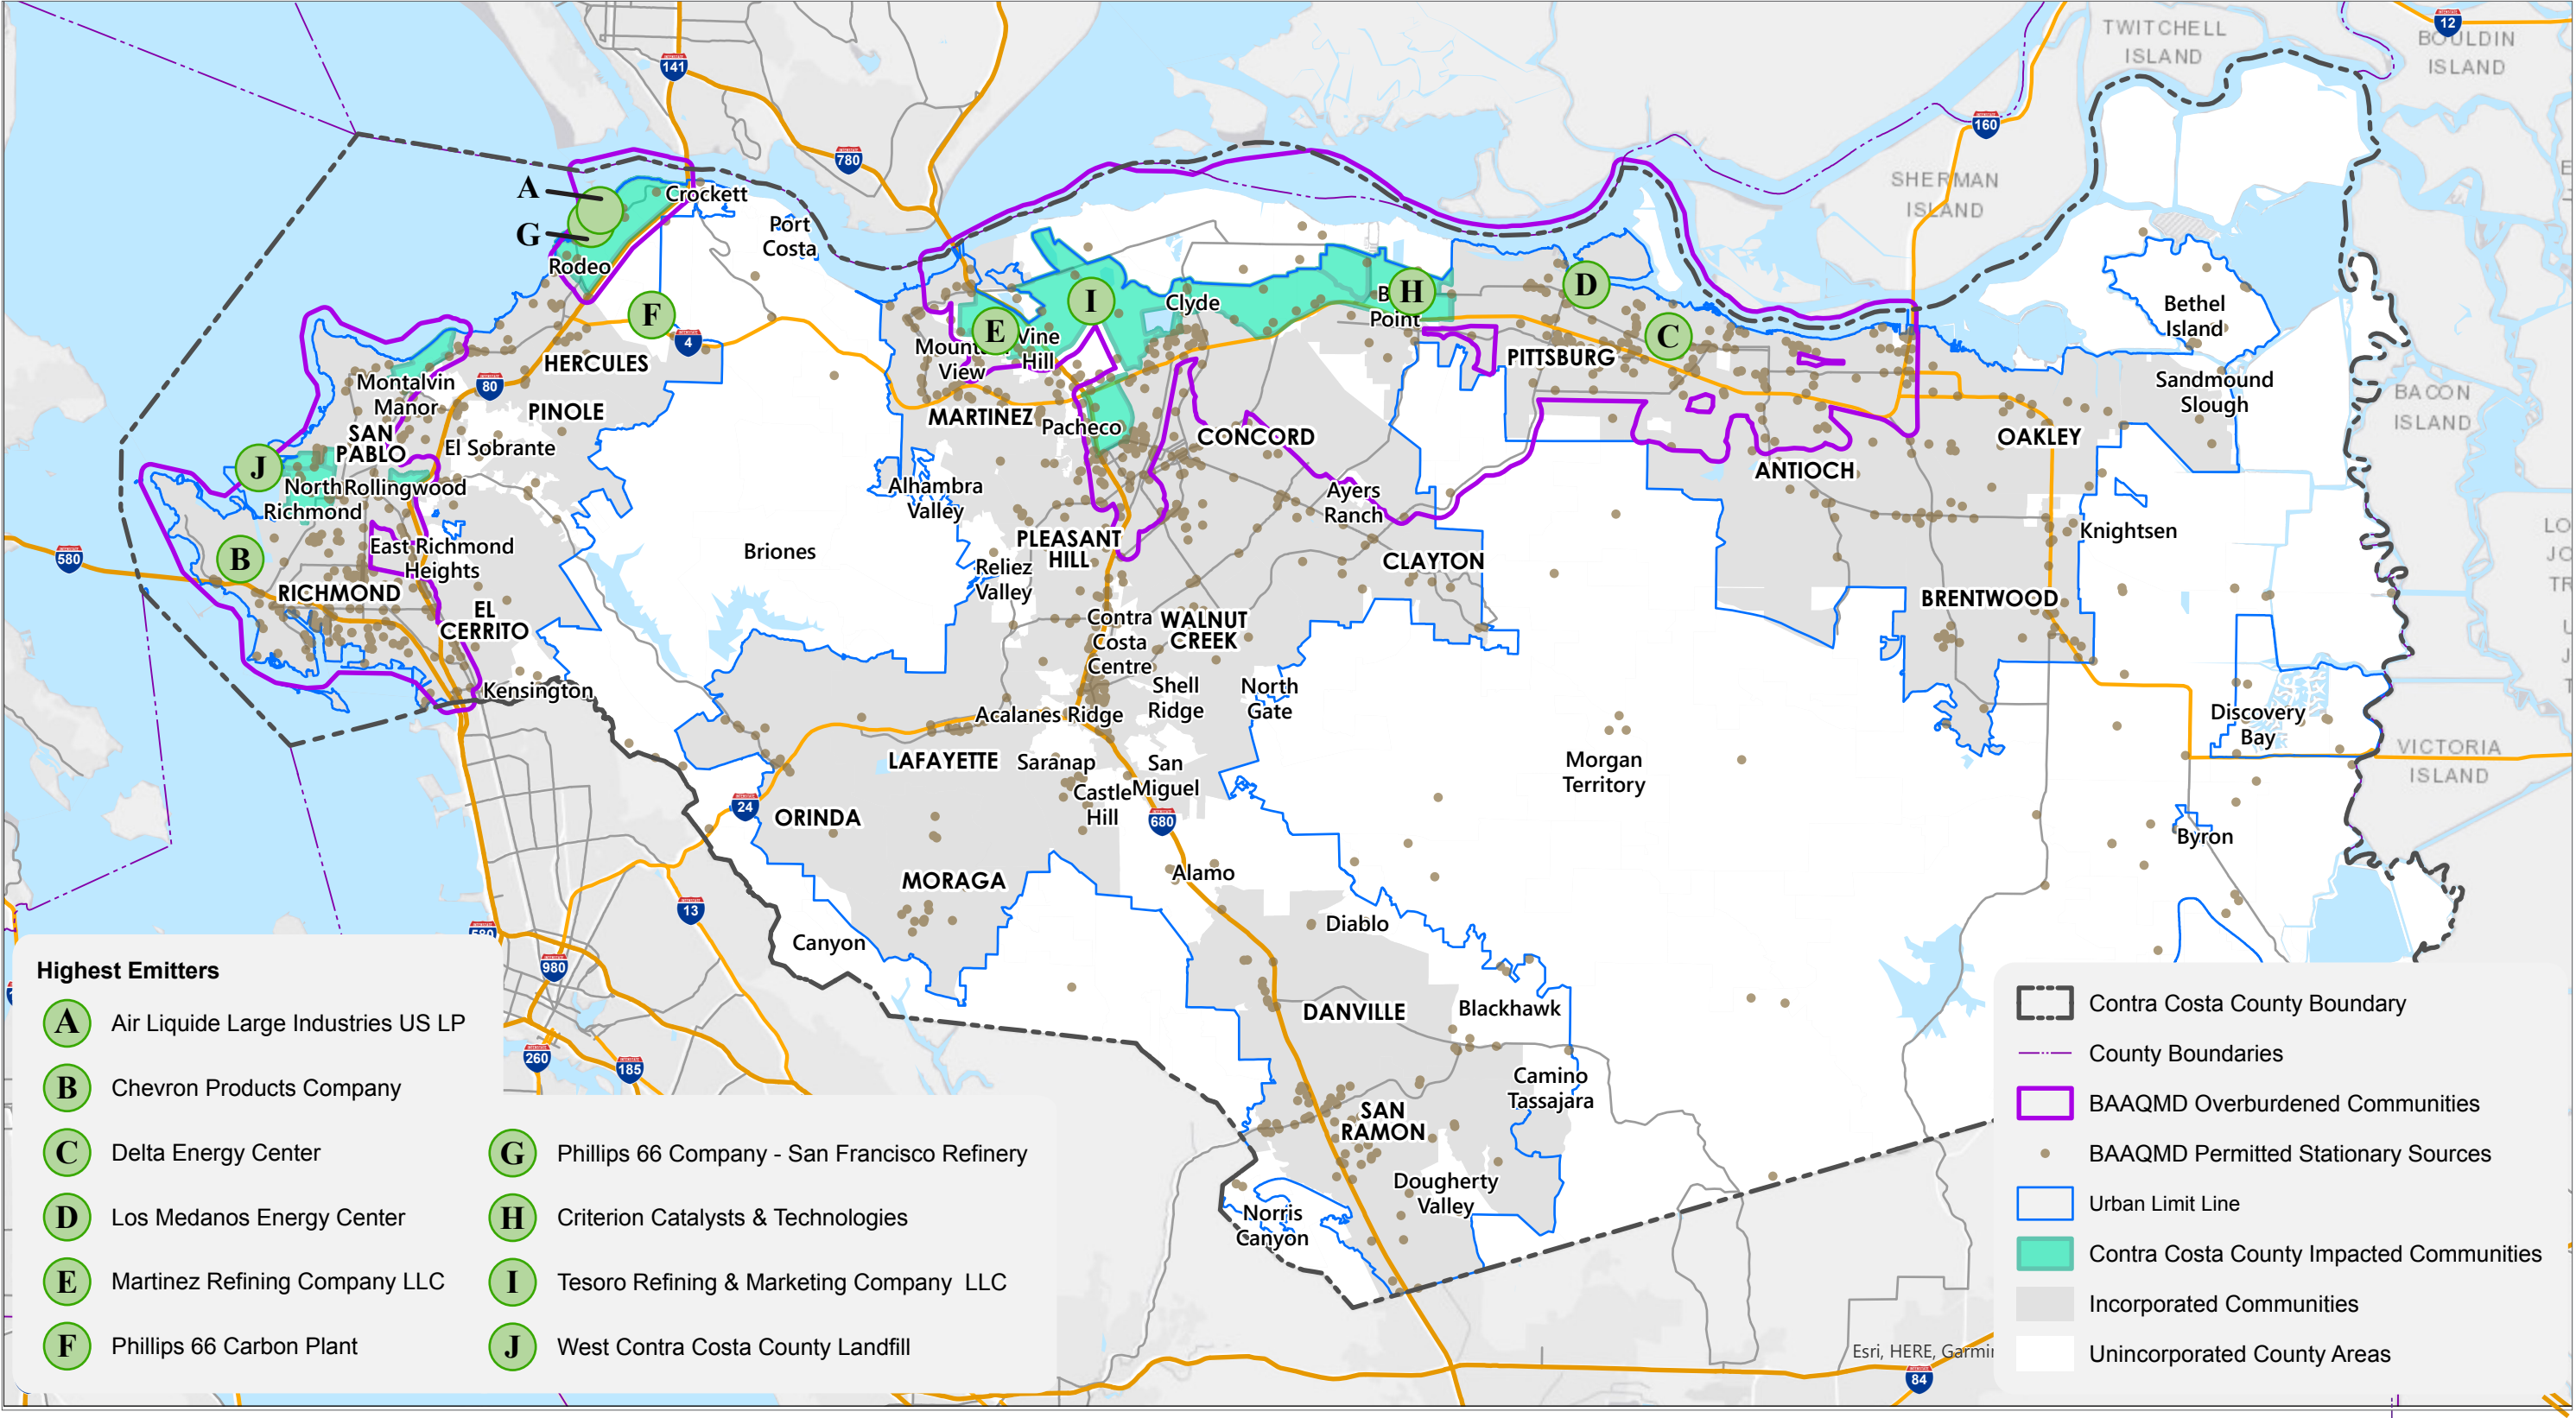 TWITCHELL
ISLAND
12
BOULDIN
ISLAND
141
780
160
SHERMAN
ISLAND
A
G
Crockett
Port
Costa
Rodeo
F
4
HERCULES
80
PINOLE
Montalvin
Manor
SAN
PABLO
El Sobrante
J
North
Richmond
Rollingwood
580
B
East Richmond
Heights
RICHMOND
EL
CERRITO
Kensington
I
E
H
D
C
Clyde
Point
Vine
Hill
View
MARTINEZ
Pacheco
CONCORD
PITTSBURG
ANTIOCH
OAKLEY
Bethel
Island
Sandmound
Slough
BACON
ISLAND
Alhambra
Valley
Ayers
Ranch
Briones
PLEASANT
HILL
Reliez
Valley
CLAYTON
Knightsen
BRENTWOOD
Contra
Costa
Centre
WALNUT
CREEK
Shell
Ridge
North
Gate
Acalanes Ridge
LAFAYETTE
Saranap
San
Miguel
Castle
Hill
Morgan
Territory
Discovery
Bay
VICTORIA
ISLAND
24
ORINDA
680
Byron
MORAGA
Alamo
13
Canyon
Diablo
580
980
260
185
DANVILLE
Blackhawk
Camino
Tassajara
SAN
RAMON
Dougherty
Valley
Norris
Canyon
84
Esri, HERE, Garmin
Highest Emitters
A Air Liquide Large Industries US LP
B Chevron Products Company
C Delta Energy Center
D Los Medanos Energy Center
E Martinez Refining Company LLC
F Phillips 66 Carbon Plant
G Phillips 66 Company - San Francisco Refinery
H Criterion Catalysts & Technologies
I Tesoro Refining & Marketing Company LLC
J West Contra Costa County Landfill
Contra Costa County Boundary
County Boundaries
BAAQMD Overburdened Communities
BAAQMD Permitted Stationary Sources
Urban Limit Line
Contra Costa County Impacted Communities
Incorporated Communities
Unincorporated County Areas